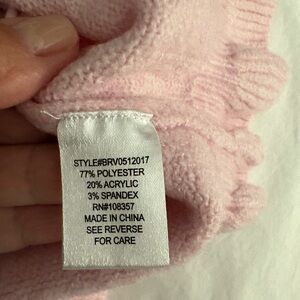 STYLE#BRV0512017
77% POLYESTER
20% ACRYLIC
3% SPANDEX
RN#108357
MADE IN CHINA
SEE REVERSE
FOR CARE